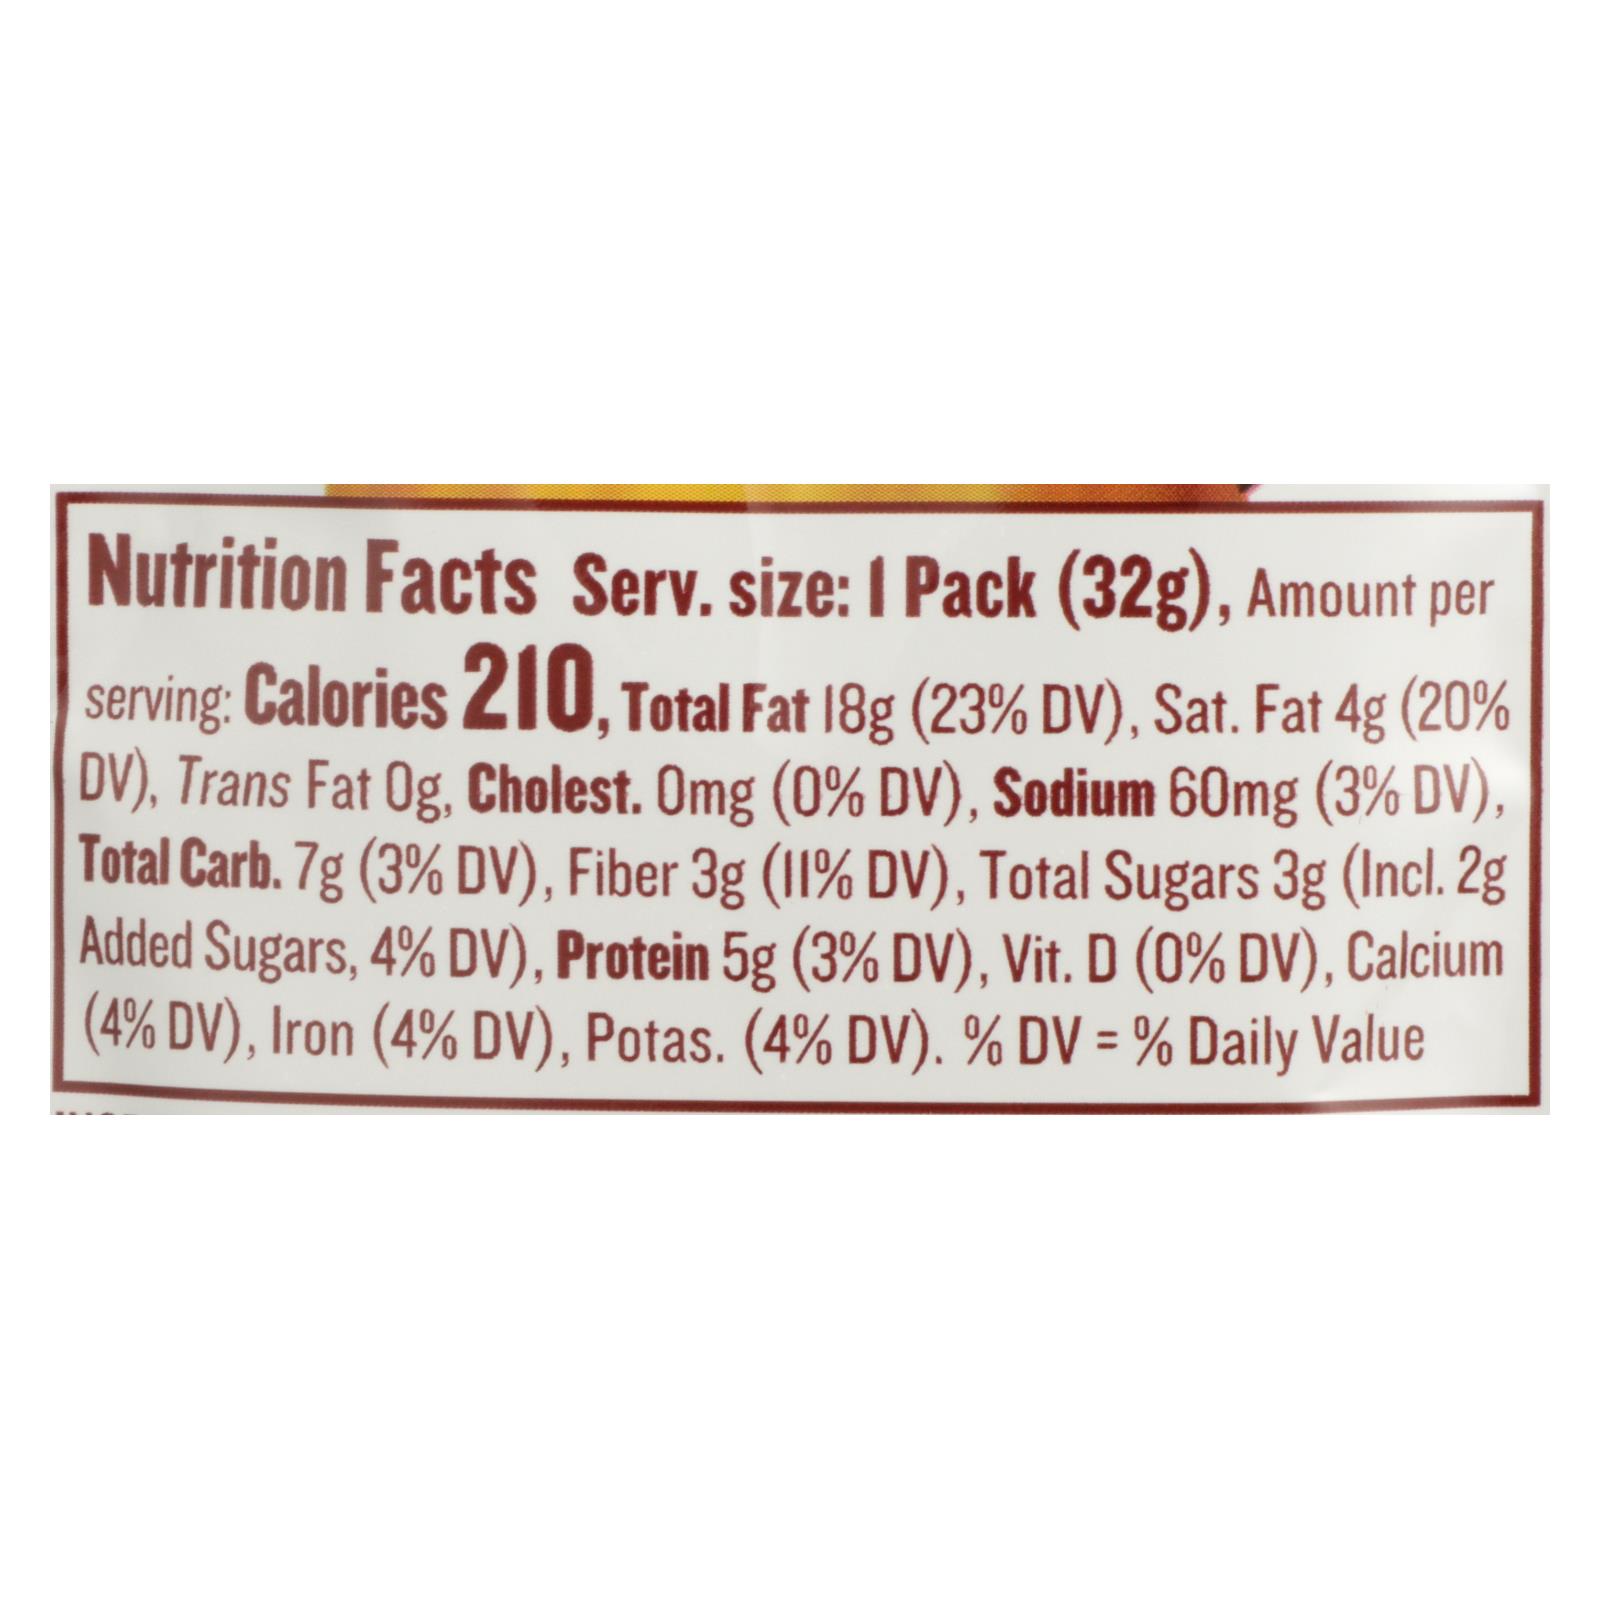 Nutrition Facts Serv. size: 1 Pack (32g), Amount per
serving: Calories 210, Total Fat 18g (23% DV), Sat. Fat 4g (20%
DV), Trans Fat 0g, Cholest. 0mg (0% DV), Sodium 60mg (3% DV),
Total Carb. 7g (3% DV), Fiber 3g (11% DV), Total Sugars 3g (Incl. 2g
Added Sugars, 4% DV), Protein 5g (3% DV), Vit. D (0% DV), Calcium
(4% DV), Iron (4% DV), Potas. (4% DV). % DV = % Daily Value